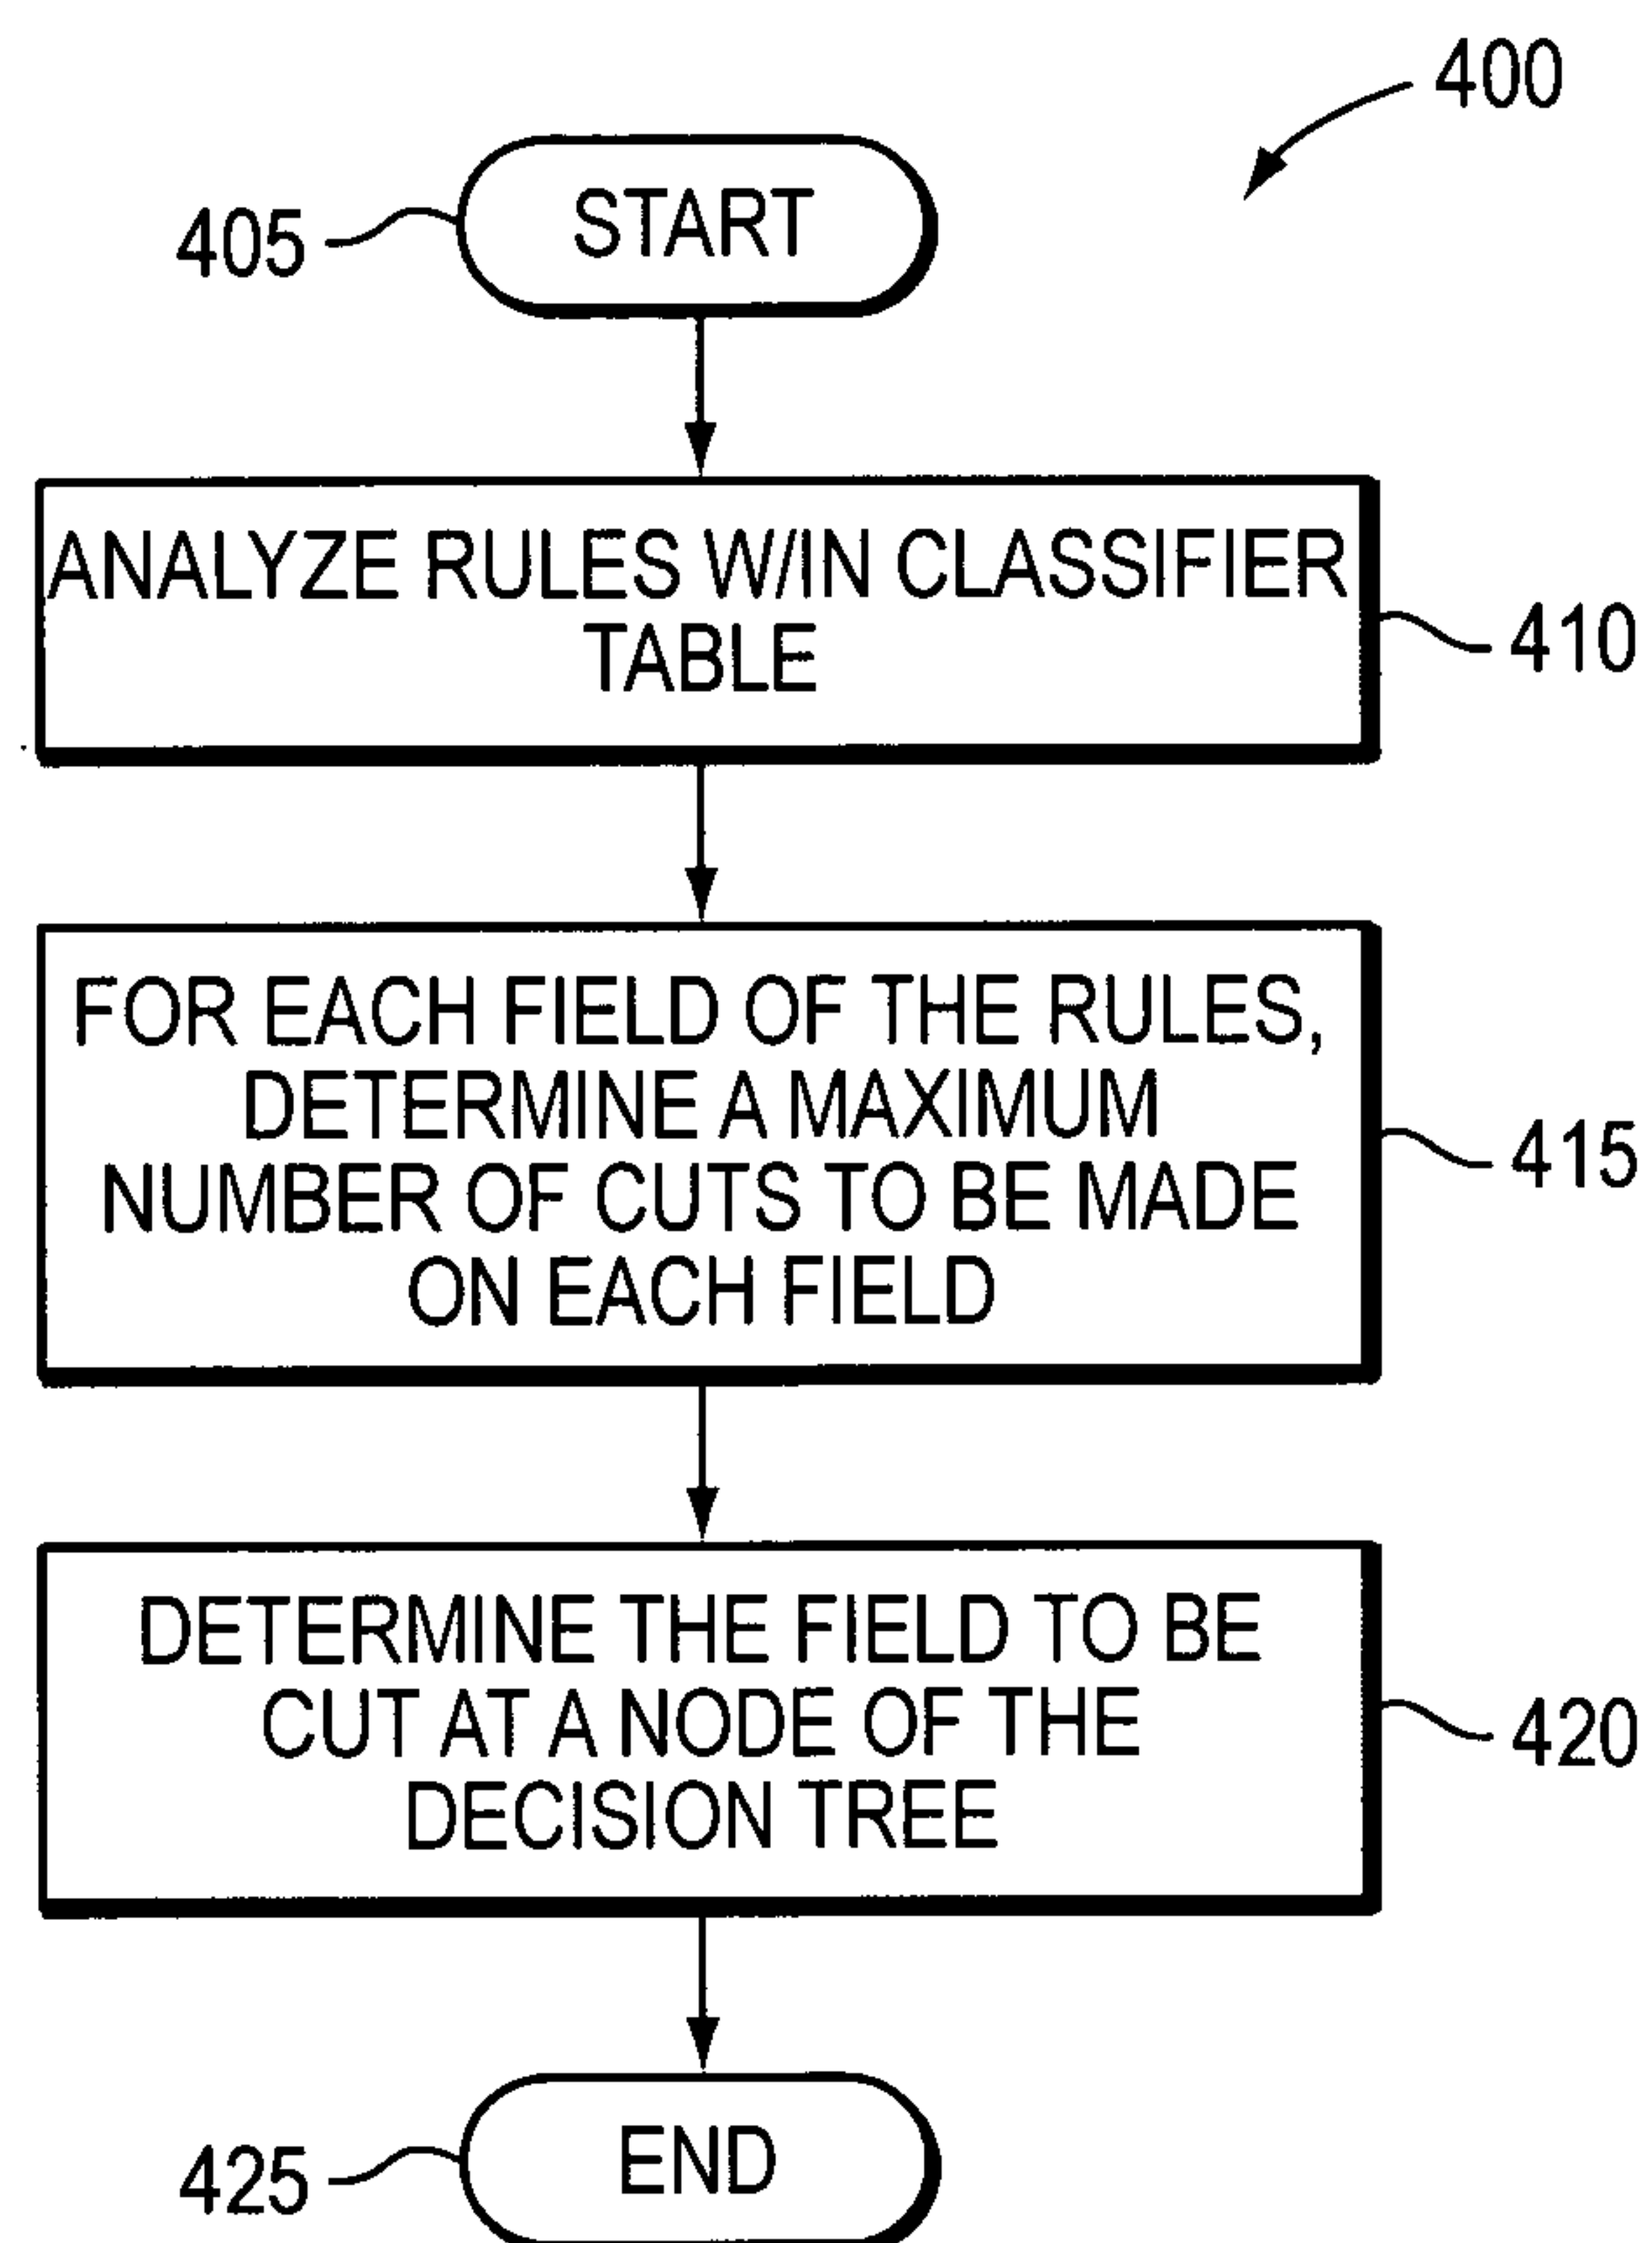 400
START
405
ANALYZE RULES W/IN CLASSIFIER
TABLE
410
FOR EACH FIELD OF THE RULES,
DETERMINE A MAXIMUM
NUMBER OF CUTS TO BE MADE
ON EACH FIELD
415
DETERMINE THE FIELD TO BE
CUT AT A NODE OF THE
DECISION TREE
420
END
425